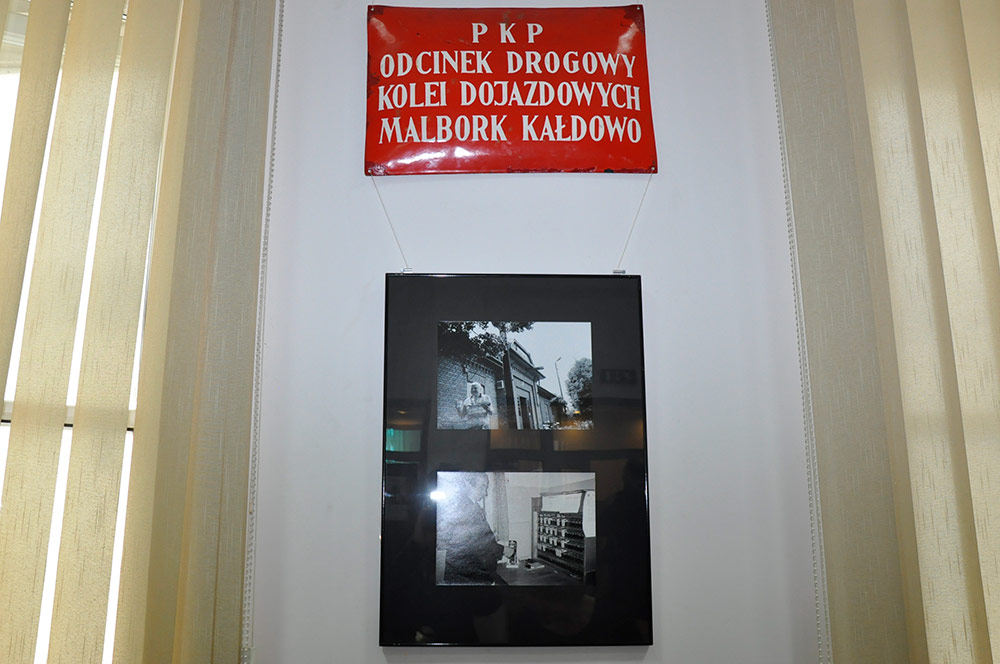 PKP
ODCINEK DROGOWY
KOLEI DOJAZDOWYCH
MALBORK KAŁDOWO